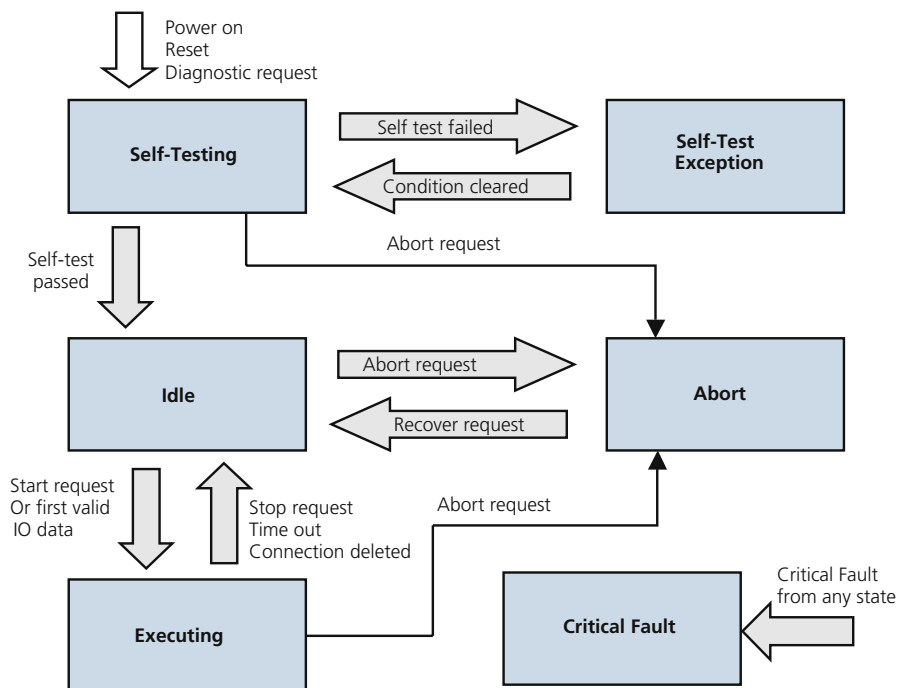 Power on
Reset
Diagnostic request
Self-Testing
Self test failed
Condition cleared
Self-Test
Exception
Self-test
passed
Abort request
Idle
Abort request
Recover request
Abort
Start request
Or first valid
IO data
Stop request
Time out
Connection deleted
Abort request
Executing
Critical Fault
Critical Fault
from any state